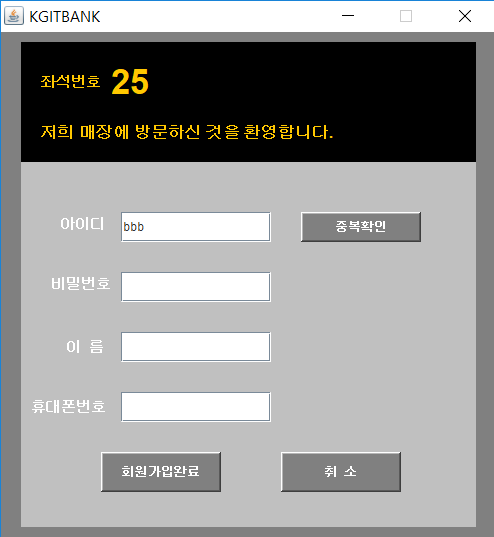 KGITBANK
좌석번호 25
저희 매장에 방문하신 것을 환영합니다.
아이디 bbb 중복확인
비밀번호
이 름
휴대폰번호
회원가입완료 취 소